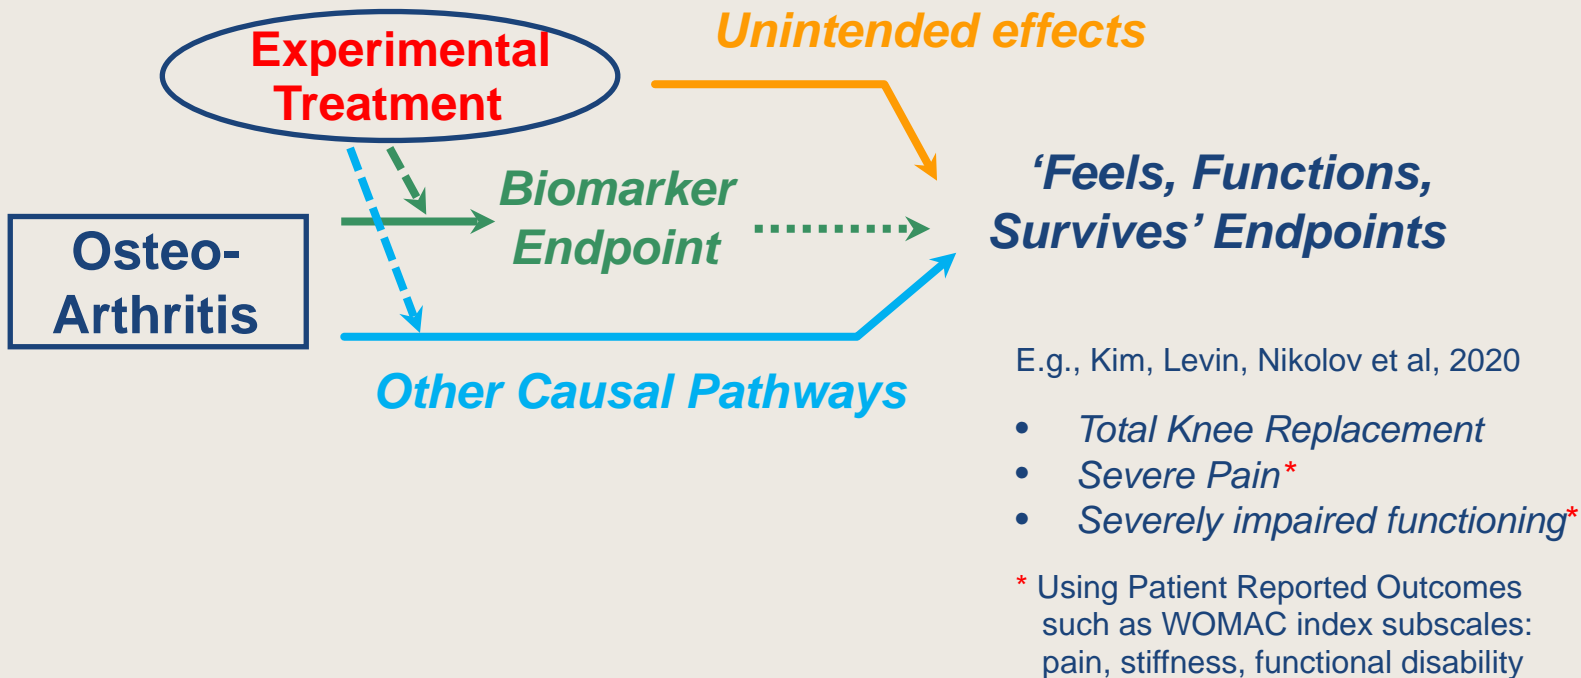 Experimental
Treatment
Unintended effects
Biomarker
Endpoint
‘Feels, Functions,
Survives’ Endpoints
Osteo-
Arthritis
Other Causal Pathways
E.g., Kim, Levin, Nikolov et al, 2020
• Total Knee Replacement
• Severe Pain*
• Severely impaired functioning*
* Using Patient Reported Outcomes
such as WOMAC index subscales:
pain, stiffness, functional disability